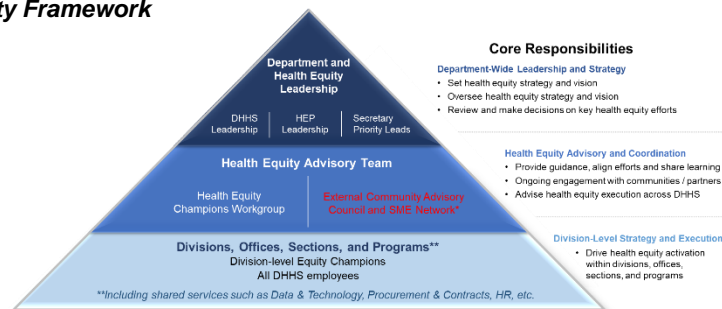 ty Framework
Department and
Health Equity
Leadership
DHHS
Leadership
HEP
Leadership
Secretary
Priority Leads
Health Equity Advisory Team
Health Equity
Champions Workgroup
External Community Advisory
Council and SME Network*
Divisions, Offices, Sections, and Programs**
Division-level Equity Champions
All DHHS employees
**Including shared services such as Data & Technology, Procurement & Contracts, HR, etc.
Core Responsibilities
Department-Wide Leadership and Strategy
• Set health equity strategy and vision
• Oversee health equity strategy and vision
• Review and make decisions on key health equity efforts
Health Equity Advisory and Coordination
• Provide guidance, align efforts and share learning
• Ongoing engagement with communities / partners
• Advise health equity execution across DHHS
Division-Level Strategy and Execution
• Drive health equity activation
within divisions, offices,
sections, and programs